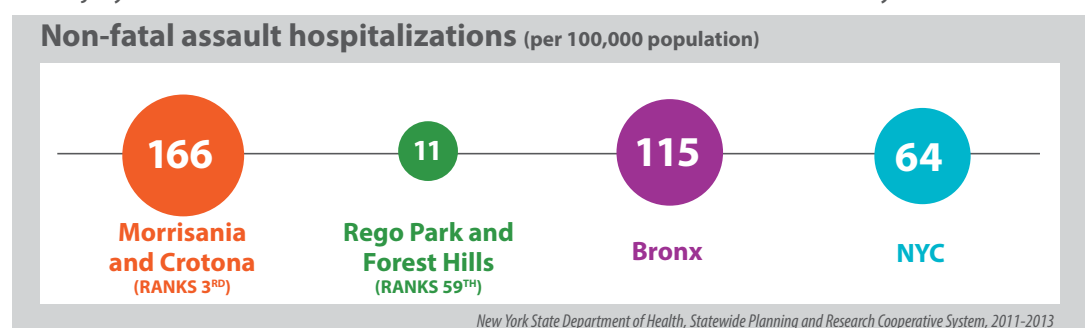 Non-fatal assault hospitalizations (per 100,000 population)
166
11
115
64
Morrisania
and Crotona
(RANKS 3RD)
Rego Park and
Forest Hills
(RANKS 59TH)
Bronx
NYC
New York State Department of Health, Statewide Planning and Research Cooperative System, 2011-2013